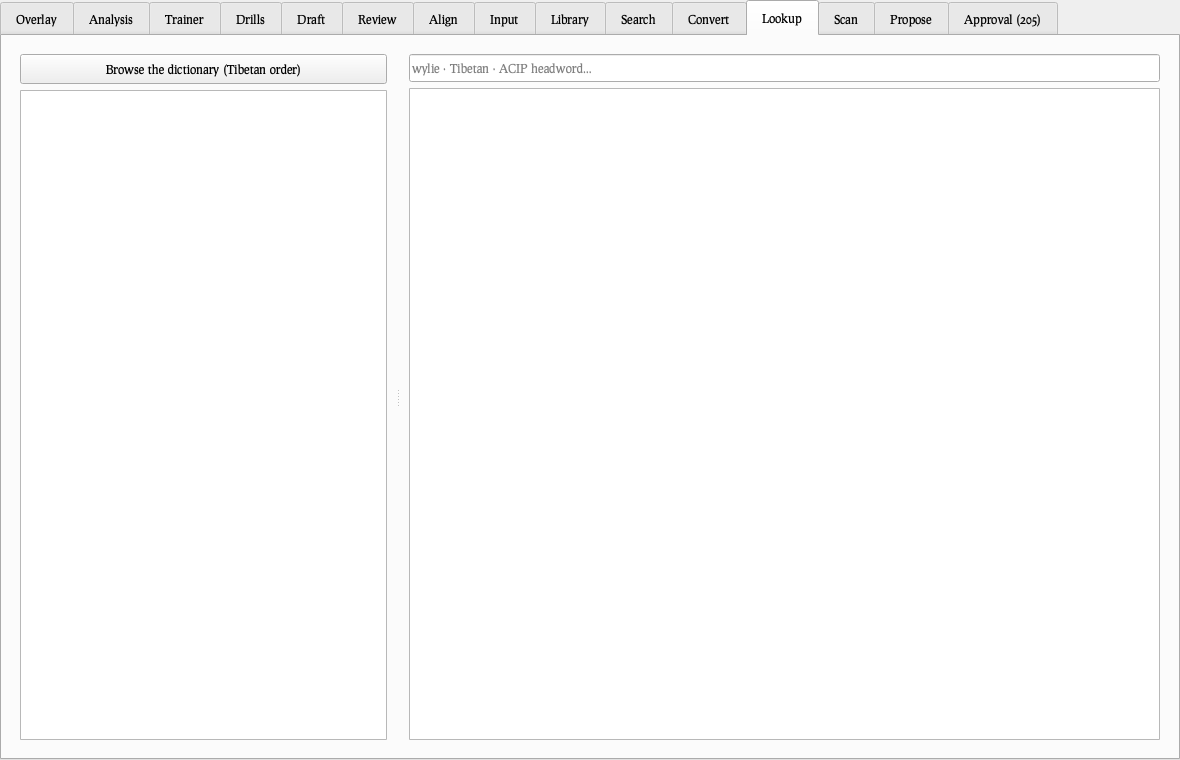 Overlay Analysis Trainer Drills Draft Review Align Input Library Search Convert Lookup Scan Propose Approval (205)
Browse the dictionary (Tibetan order)
wylie · Tibetan · ACIP headword...